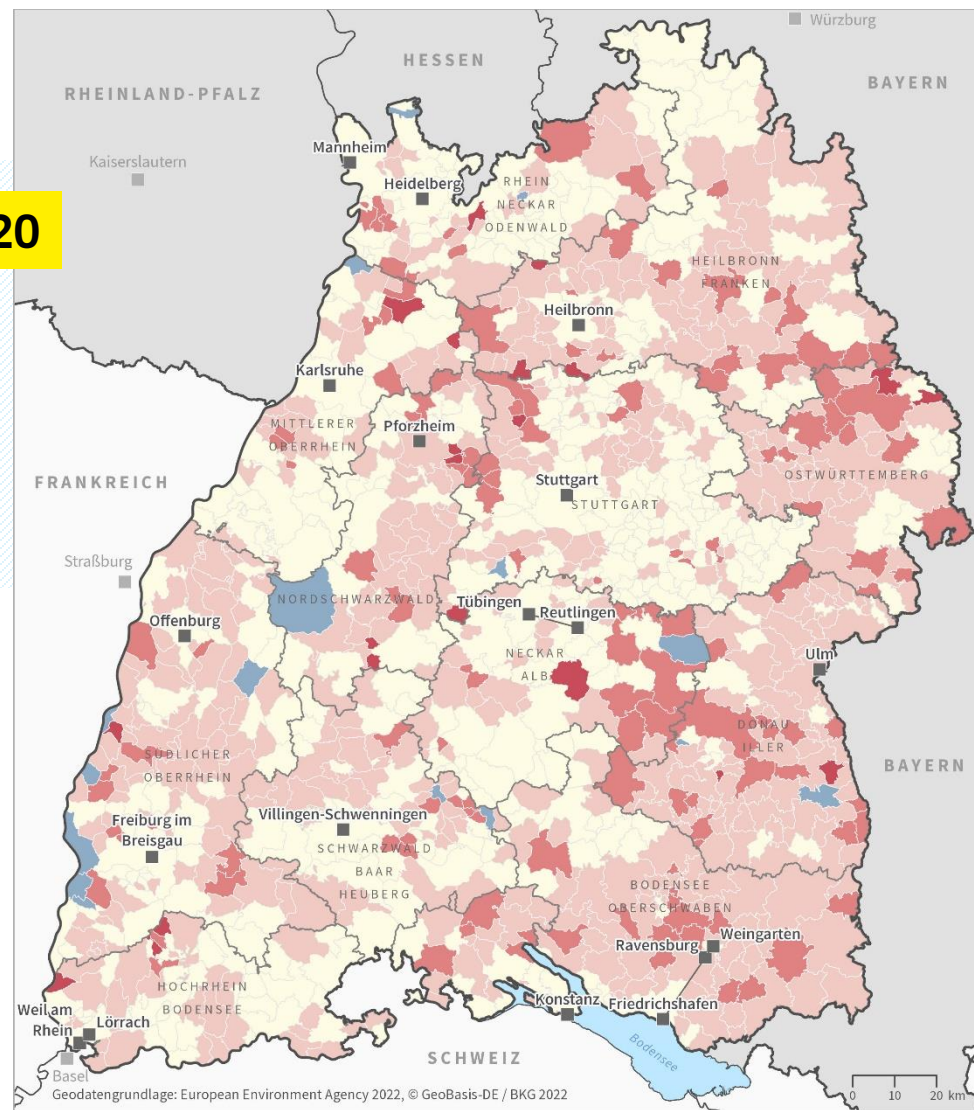 Würzburg
HESSEN
BAYERN
RHEINLAND-PFALZ
Mannheim
Kaiserslautern
Heidelberg
RHEIN
NECKAR
ODENWALD
20
HEILBRONN
FRANKEN
Heilbronn
Karlsruhe
MITTLERER
OBERRHEIN
Pforzheim
FRANKREICH
Stuttgart
STUTTGART
OSTWÜRTTEMBERG
Straßburg
NORDSCHWARZWALD
Tübingen
Reutlingen
Offenburg
NECKAR
ALB
Ulm
DONAU
ILLER
SÜDLICHER
OBERRHEIN
BAYERN
Freiburg im
Breisgau
Villingen-Schwenningen
SCHWARZWALD
BAAR
HEUBERG
BODENSEE
OBERSCHWABEN
Weingarten
Ravensburg
HOCHRHEIN
BODENSEE
Weil am
Rhein
Lörrach
Konstanz
Friedrichshafen
Bodensee
SCHWEIZ
Basel
Geodatengrundlage: European Environment Agency 2022, © GeoBasis-DE / BKG 2022
0 10 20 km